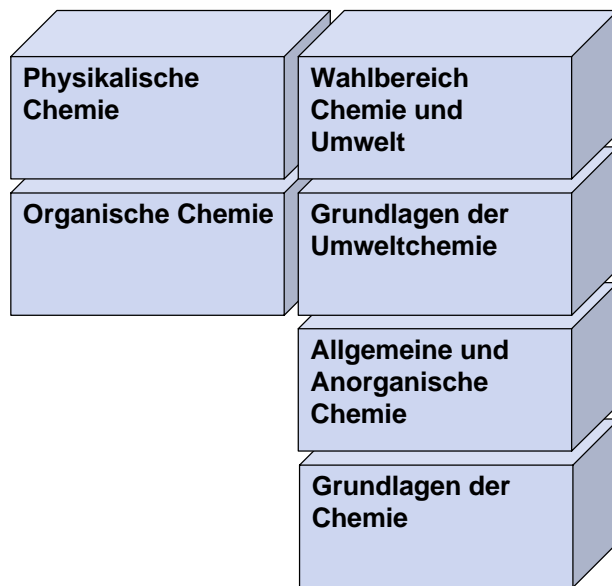 Physikalische
Chemie
Wahlbereich
Chemie und
Umwelt
Organische Chemie
Grundlagen der
Umweltchemie
Allgemeine und
Anorganische
Chemie
Grundlagen der
Chemie